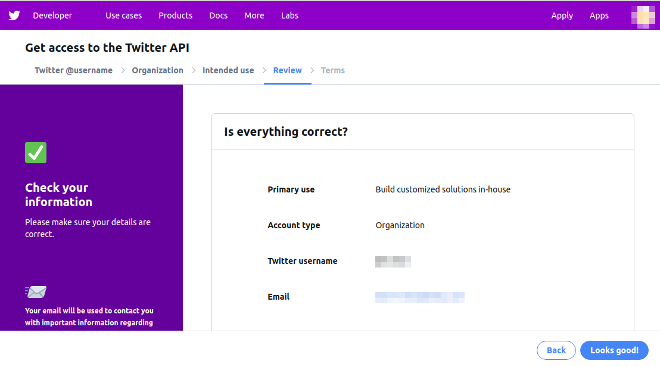 Developer Use cases Products Docs More Labs Apply Apps
Get access to the Twitter API
Twitter @username Organization Intended use Review Terms
Check your
information
Please make sure your details are
correct.
Your email will be used to contact you
with important information regarding
Is everything correct?
Primary use Build customized solutions in-house
Account type Organization
Twitter username
Email
Back Looks good!